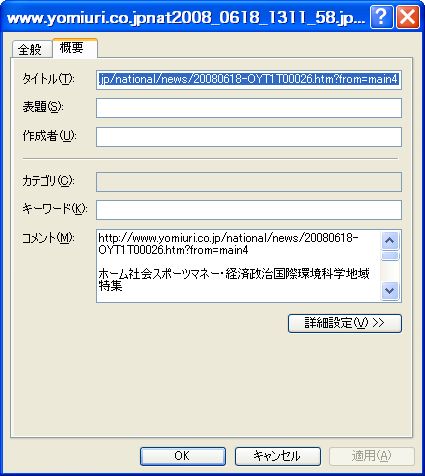 www.yomiuri.co.jpnat2008_0618_1311_58.jp...
全般
概要
タイトル(T):
.jp/national/news/20080618-OYT1T00026.htm?from=main4
表題(S):
作成者(U):
カテゴリ(C):
キーワード(K):
コメント(M):
http://www.yomiuri.co.jp/national/news/20080618-
OYT1T00026.htm?from=main4
ホーム社会スポーツマネー・経済政治国際環境科学地域
特集
詳細設定(V) >>
OK
キャンセル
適用(A)